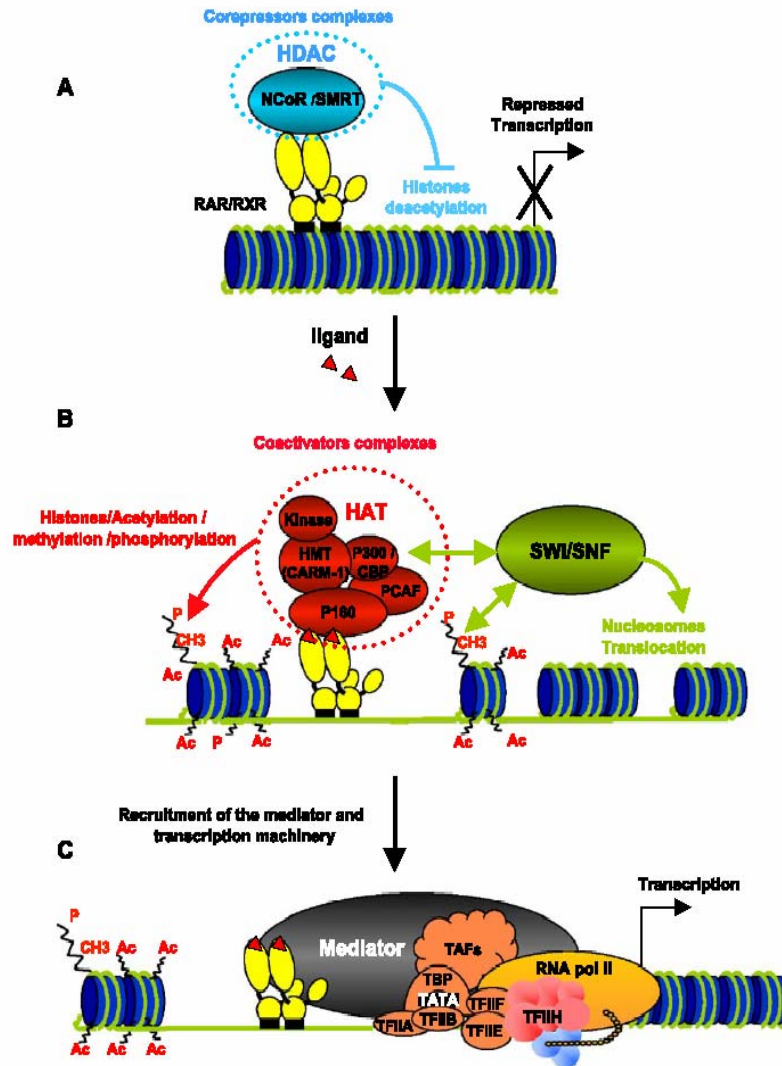 Corepressors complexes
HDAC
A
NCoR /SMRT
Repressed
Transcription
Histones
deacetylation
RAR/RXR
ligand
B
Coactivators complexes
Histones/Acetylation /
methylation /phosphorylation
HAT
Kinase
HMT
(CARM-1)
P300 /
CBP
PCAF
P160
SWI/SNF
Nucleosomes
Translocation
P
CH3
Ac
Ac
Ac
Ac
Ac
P
Ac
P
CH3
Ac
Ac
Ac
Recruitment of the mediator and
transcription machinery
C
Transcription
P
CH3
Ac
Ac
Ac
Ac
Ac
Mediator
TAFs
RNA pol II
TBP
TATA
TFIIF
TFIIH
TFIIA
TFIIB
TFIIE